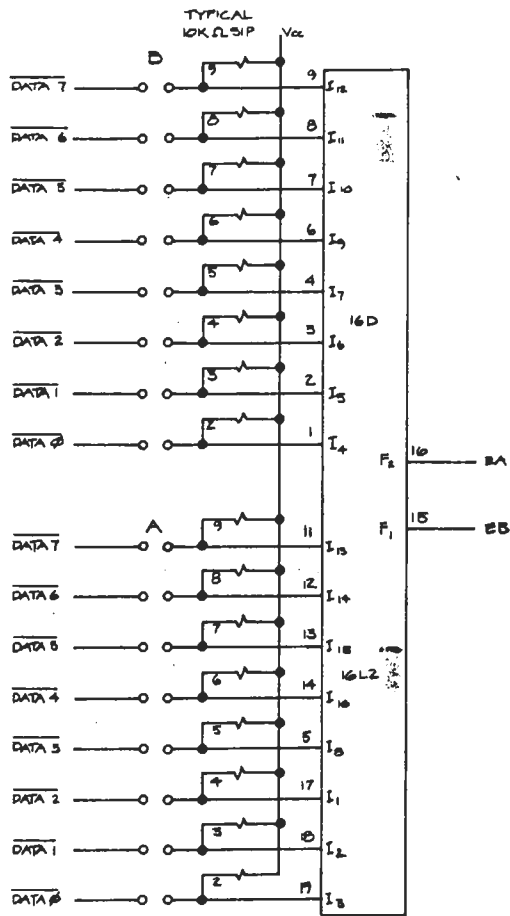 TYPICAL
10KΩ SIP
Vcc
B
DATA 7 9 9 I12
DATA 6 8 8 I11
DATA 5 7 7 I10
DATA 4 6 6 I9
DATA 3 5 4 I7
16D
DATA 2 4 3 I6
DATA 1 3 2 I5
DATA 0 2 1 I4
F2 16 EA
F1 15 EB
A
DATA 7 9 11 I13
DATA 6 8 12 I14
DATA 5 7 13 I15
16L2
DATA 4 6 14 I16
DATA 3 5 5 I8
DATA 2 4 17 I1
DATA 1 3 18 I2
DATA 0 2 19 I3